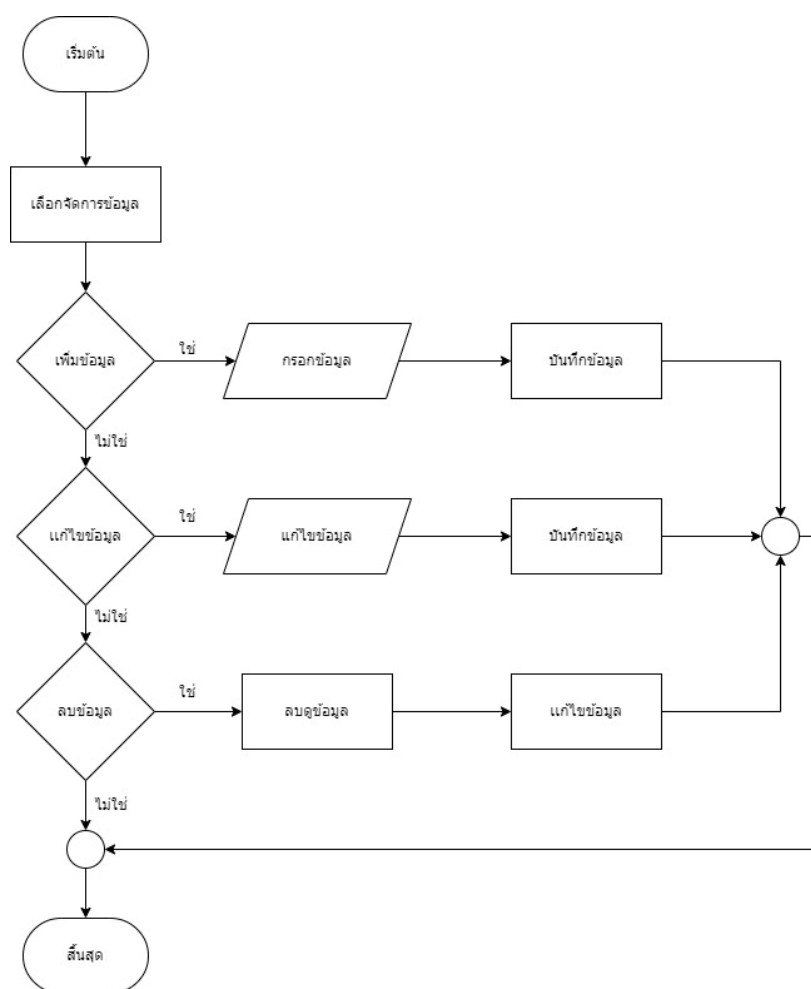 เริ่มต้น
เลือกจัดการข้อมูล
เพิ่มข้อมูล
ใช่
กรอกข้อมูล
บันทึกข้อมูล
ไม่ใช่
แก้ไขข้อมูล
ใช่
แก้ไขข้อมูล
บันทึกข้อมูล
ไม่ใช่
ลบข้อมูล
ใช่
ลบดูข้อมูล
แก้ไขข้อมูล
ไม่ใช่
สิ้นสุด